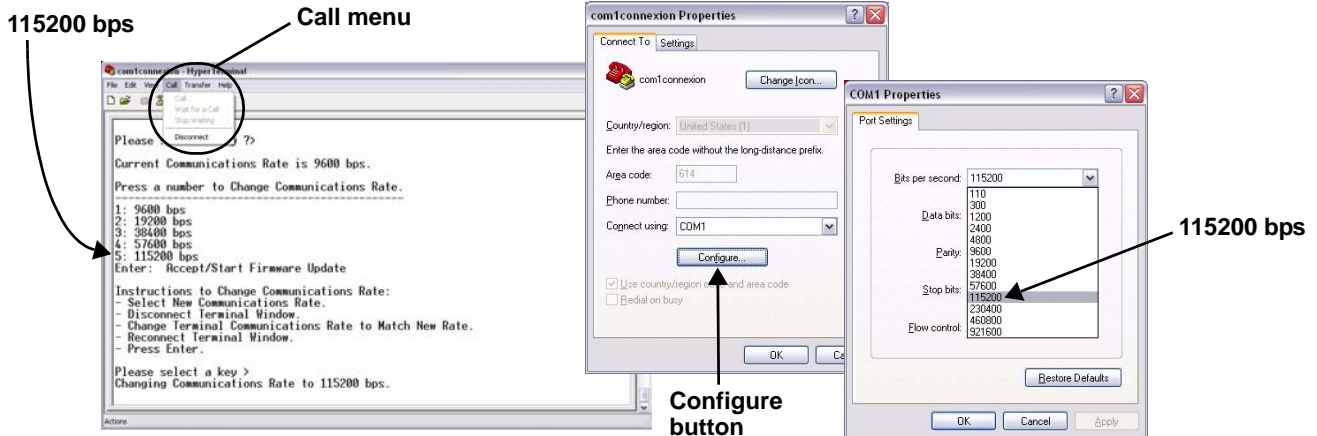 115200 bps
Call menu
com1connexion - HyperTerminal
File Edit View Call Transfer Help
Call
Wait for a Call
Stop Waiting
Disconnect
Please ?>
Current Communications Rate is 9600 bps.
Press a number to Change Communications Rate.
----------------------------------------------
1: 9600 bps
2: 19200 bps
3: 38400 bps
4: 57600 bps
5: 115200 bps
Enter: Accept/Start Firmware Update
Instructions to Change Communications Rate:
- Select New Communications Rate.
- Disconnect Terminal Window.
- Change Terminal Communications Rate to Match New Rate.
- Reconnect Terminal Window.
- Press Enter.
Please select a key >
Changing Communications Rate to 115200 bps.
Actions
com1connexion Properties
Connect To Settings
com1connexion Change Icon...
Country/region: United States (1)
Enter the area code without the long-distance prefix.
Area code: 614
Phone number:
Connect using: COM1
Configure...
Use country/region code and area code
Redial on busy
OK Ca
Configure
button
COM1 Properties
Port Settings
Bits per second: 115200
110
300
Data bits: 1200
2400
4800
Parity: 9600
19200
38400
Stop bits: 57600
115200
230400
460800
Flow control: 921600
Restore Defaults
OK Cancel Apply
115200 bps